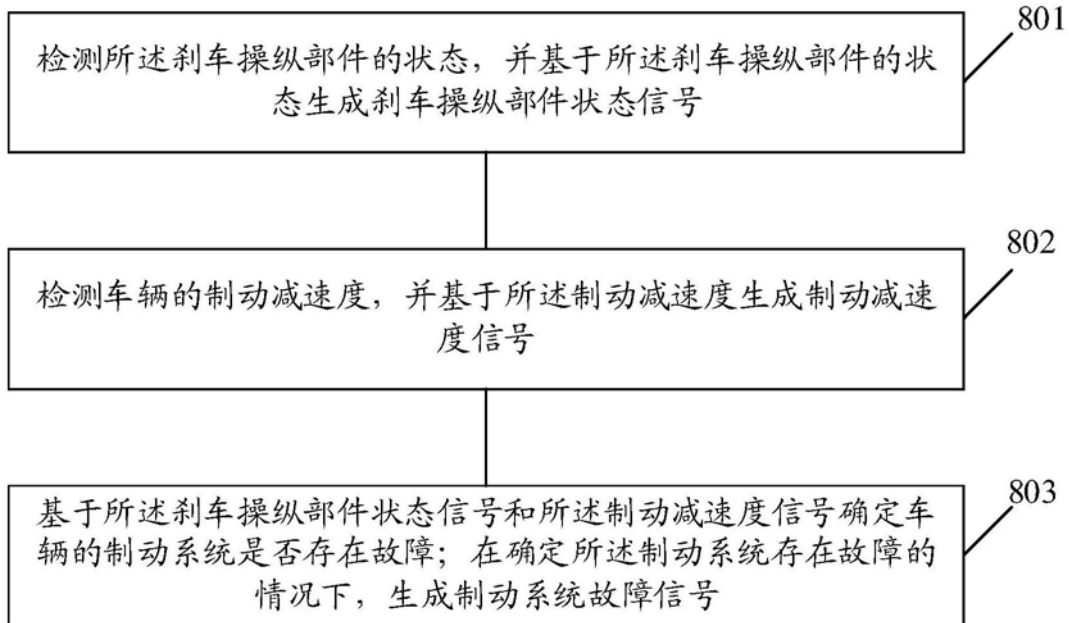 801
检测所述刹车操纵部件的状态，并基于所述刹车操纵部件的状
态生成刹车操纵部件状态信号
802
检测车辆的制动减速度，并基于所述制动减速度生成制动减速
度信号
803
基于所述刹车操纵部件状态信号和所述制动减速度信号确定车
辆的制动系统是否存在故障；在确定所述制动系统存在故障的
情况下，生成制动系统故障信号